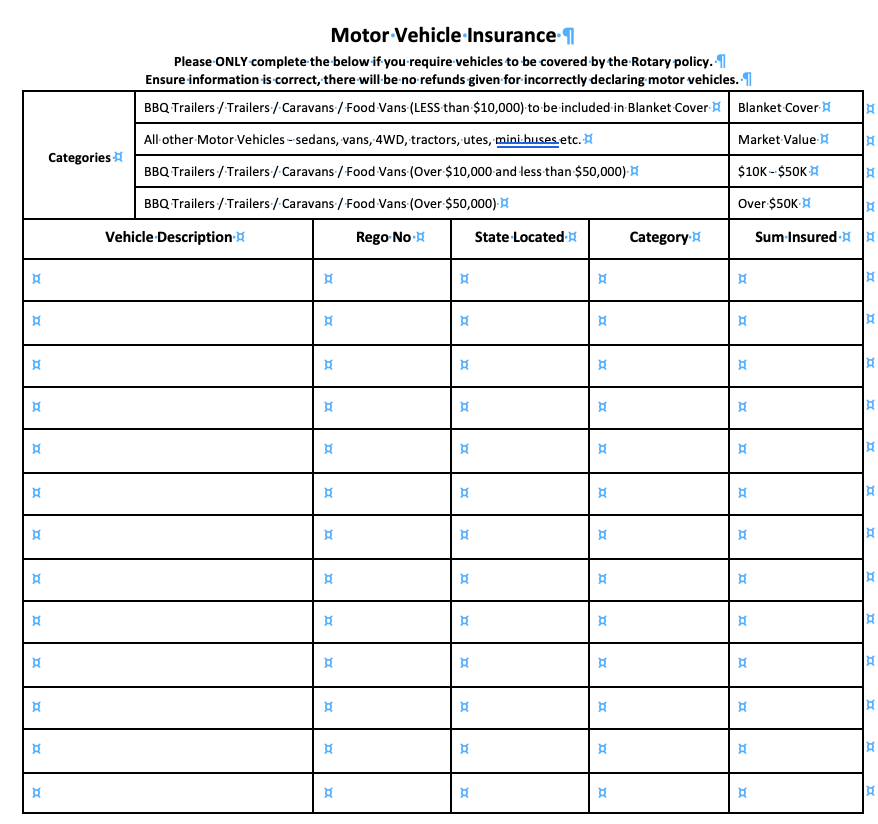 Motor Vehicle Insurance
Please ONLY complete the below if you require vehicles to be covered by the Rotary policy.
Ensure information is correct, there will be no refunds given for incorrectly declaring motor vehicles.
Categories
BBQ Trailers / Trailers / Caravans / Food Vans (LESS than $10,000) to be included in Blanket Cover Blanket Cover
All other Motor Vehicles – sedans, vans, 4WD, tractors, utes, mini buses etc. Market Value
BBQ Trailers / Trailers / Caravans / Food Vans (Over $10,000 and less than $50,000) $10K – $50K
BBQ Trailers / Trailers / Caravans / Food Vans (Over $50,000) Over $50K
Vehicle Description Rego No State Located Category Sum Insured